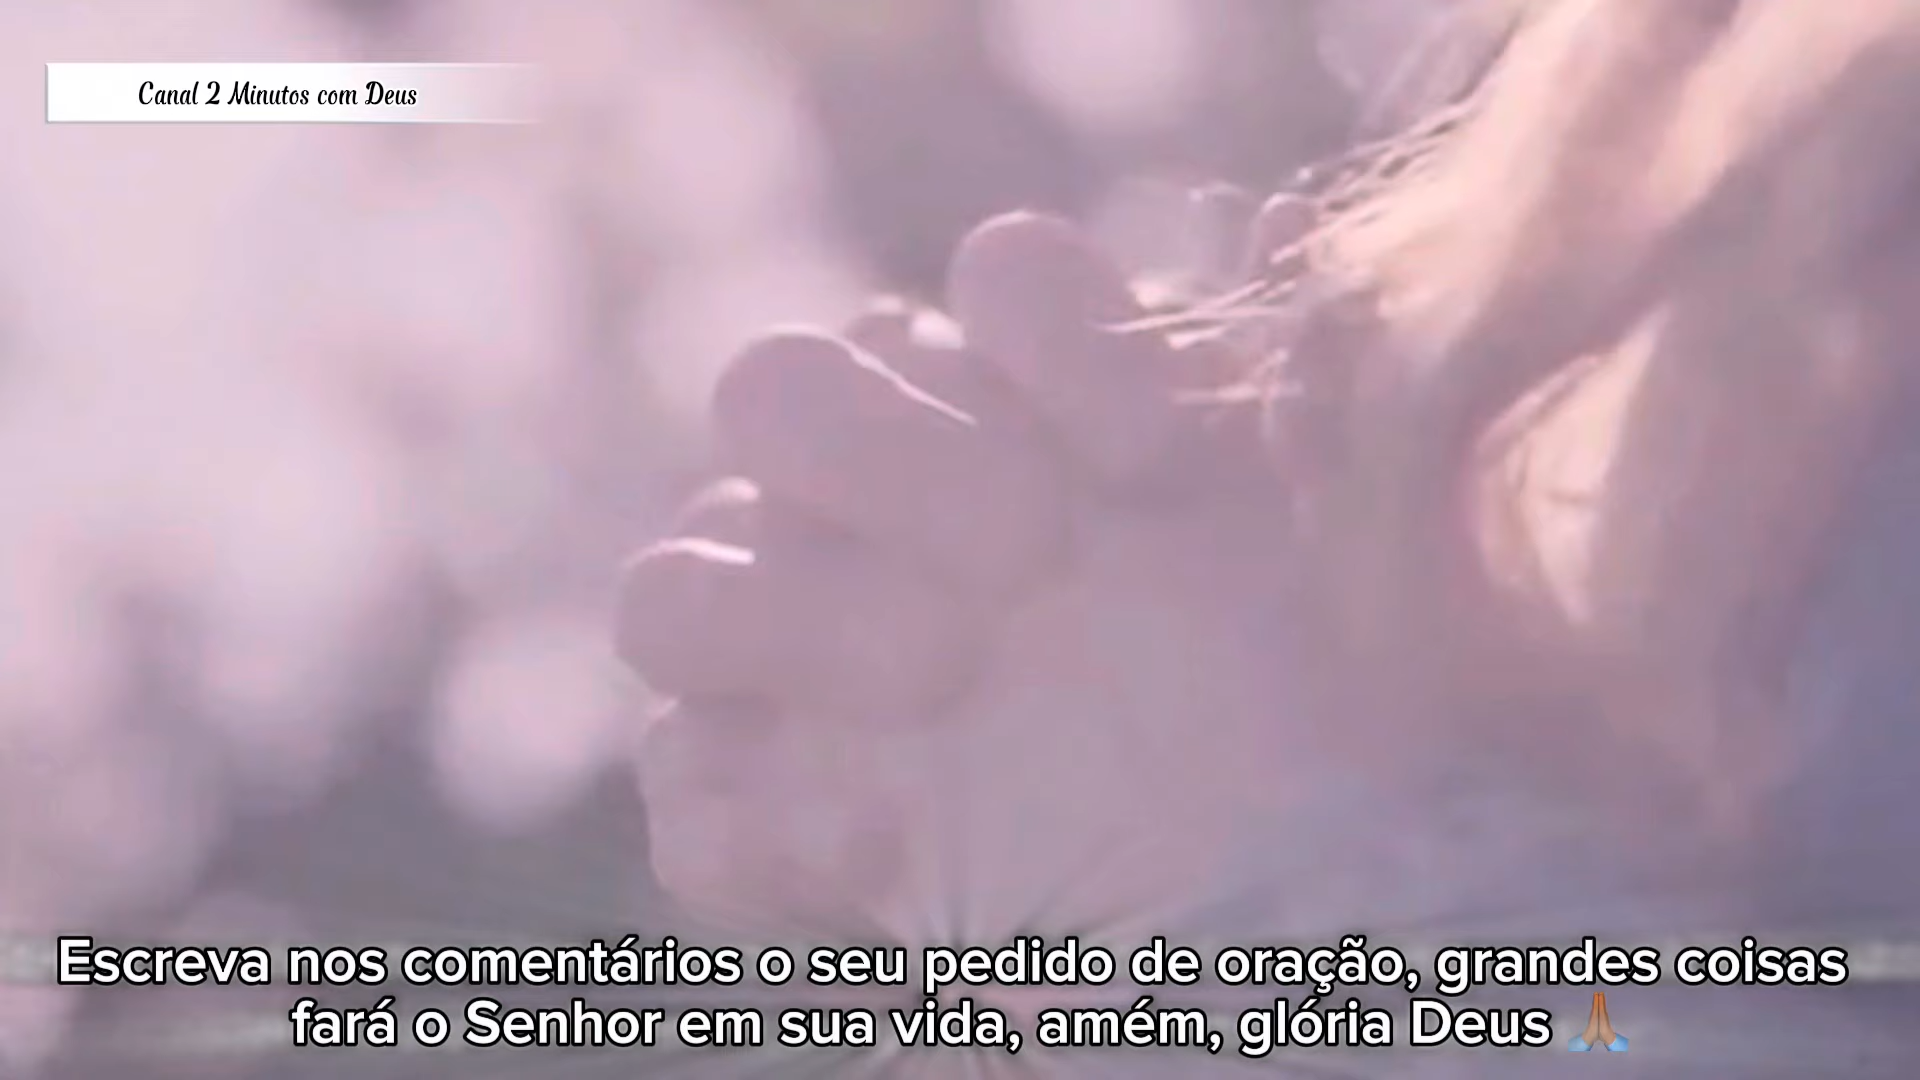 Canal 2 Minutos com Deus
Escreva nos comentários o seu pedido de oração, grandes coisas
fará o Senhor em sua vida, amém, glória Deus 🙏🏽